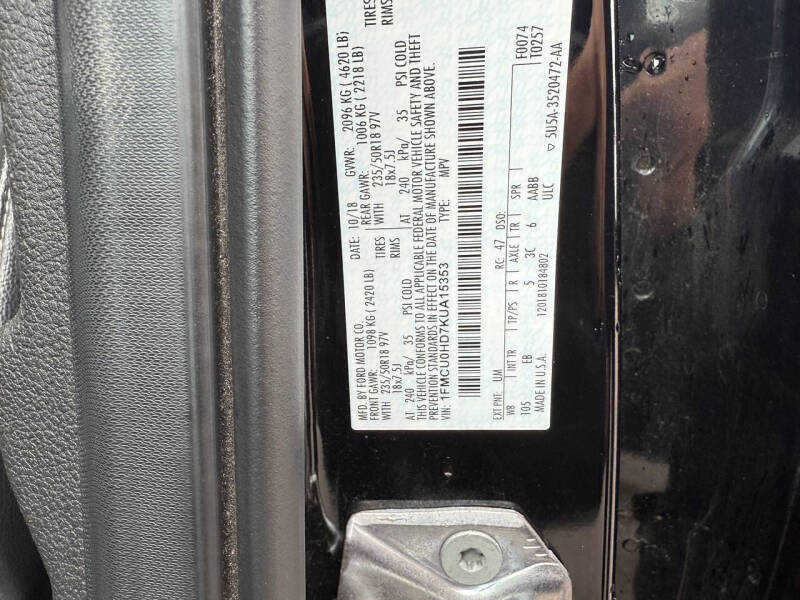 MFD. BY FORD MOTOR CO. DATE: 10/18 GVWR: 2096 KG ( 4620 LB)
FRONT GAWR: 1098 KG ( 2420 LB) REAR GAWR: 1006 KG ( 2218 LB)
WITH 235/50R18 97V TIRES WITH 235/50R18 97V TIRES
18x7.5J RIMS 18x7.5J RIMS
AT 240 kPa/ 35 PSI COLD AT 240 kPa/ 35 PSI COLD
THIS VEHICLE CONFORMS TO ALL APPLICABLE FEDERAL MOTOR VEHICLE SAFETY AND THEFT
PREVENTION STANDARDS IN EFFECT ON THE DATE OF MANUFACTURE SHOWN ABOVE.
VIN: 1FMCU0HD7KUA15353 TYPE: MPV
EXT PNT: UM RC: 47 DSO: F0074
WB INT TR TP/PS R AXLE TR SPR T0257
105 EB 5 3C 6 AABB
MADE IN U.S.A. 1201810184802 ULC ▽ 5U5A-3520472-AA